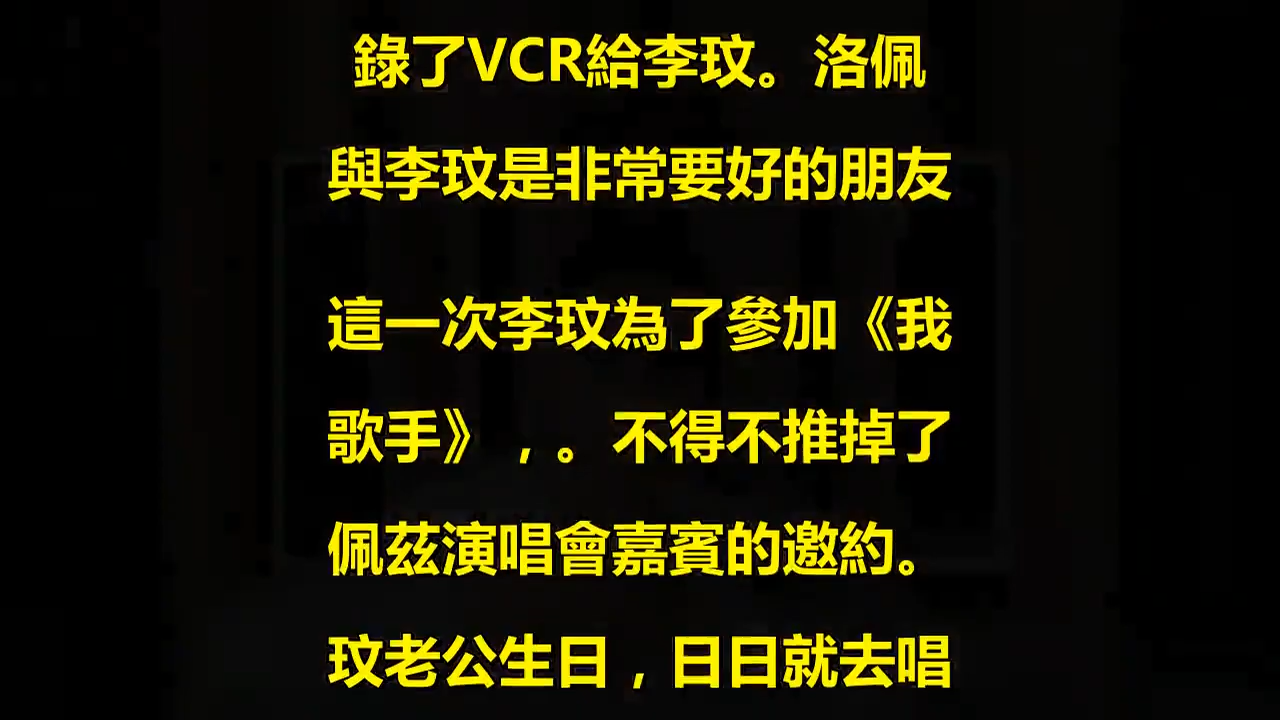 錄了VCR給李玟。洛佩
與李玟是非常要好的朋友
這一次李玟為了參加《我
歌手》，。不得不推掉了
佩茲演唱會嘉賓的邀約。
玟老公生日，日日就去唱